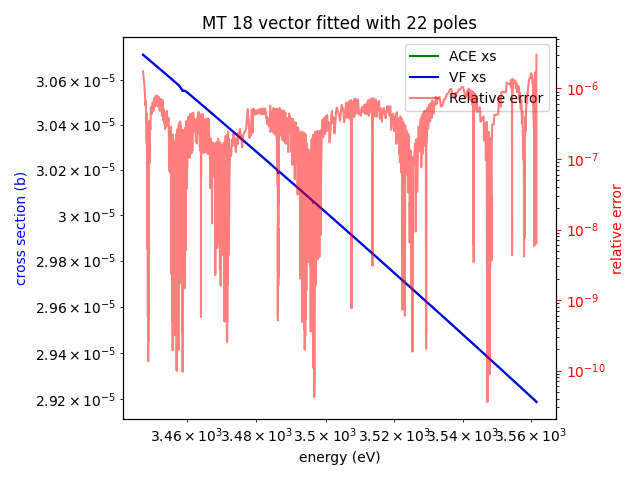 MT 18 vector fitted with 22 poles
ACE xs
VF xs
Relative error
3.06 × 10⁻⁵
3.04 × 10⁻⁵
3.02 × 10⁻⁵
3 × 10⁻⁵
2.98 × 10⁻⁵
2.96 × 10⁻⁵
2.94 × 10⁻⁵
2.92 × 10⁻⁵
cross section (b)
10⁻⁶
10⁻⁷
10⁻⁸
10⁻⁹
10⁻¹⁰
relative error
3.46 × 10³ 3.48 × 10³ 3.50 × 10³ 3.52 × 10³ 3.54 × 10³ 3.56 × 10³
energy (eV)